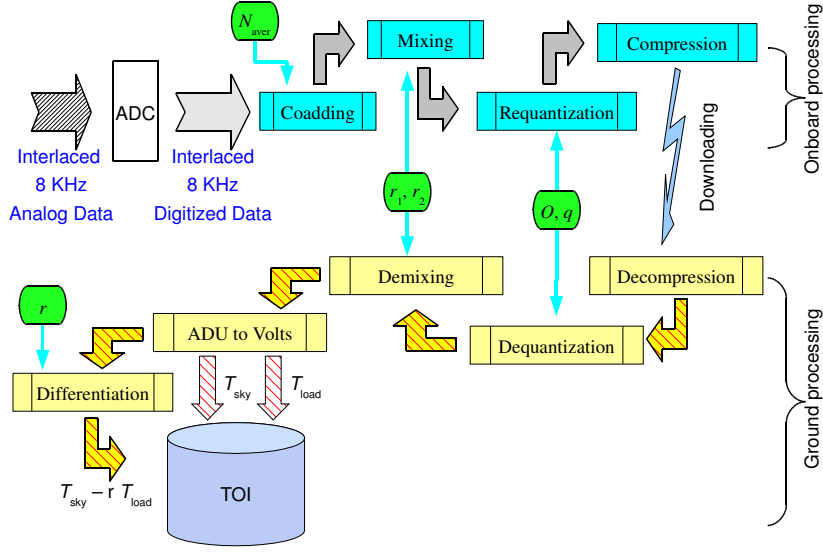 N_aver
Mixing
Compression
Coadding
Requantization
ADC
Interlaced
8 KHz
Analog Data
Interlaced
8 KHz
Digitized Data
r_1, r_2
O, q
Downloading
Onboard processing
Demixing
Decompression
r
ADU to Volts
Dequantization
Differentiation
T_sky
T_load
T_sky – r T_load
TOI
Ground processing